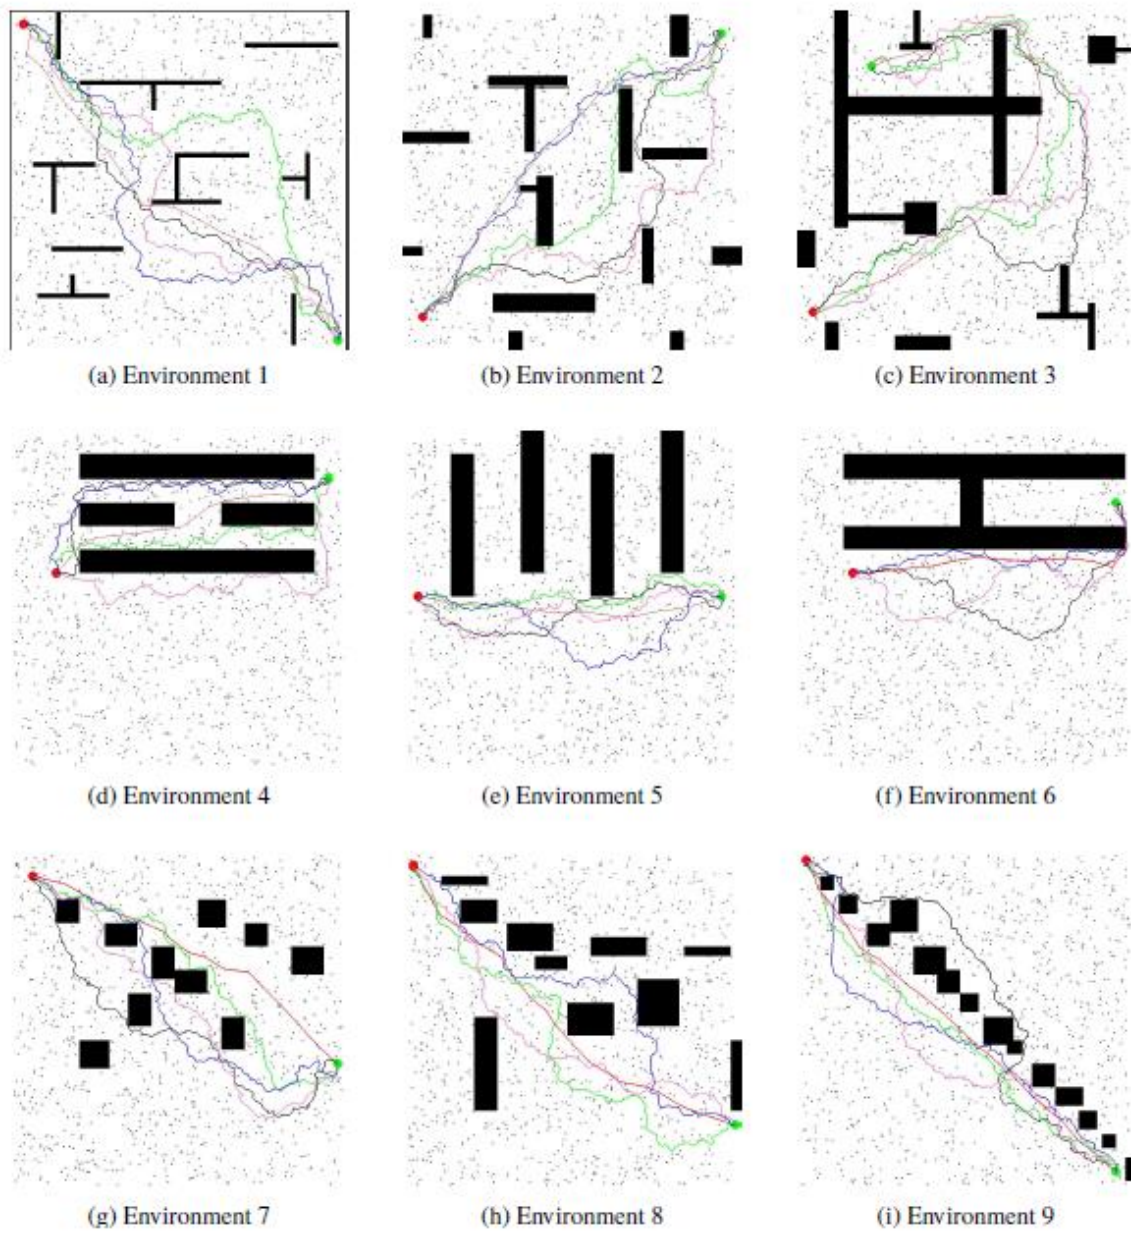 (a) Environment 1
(b) Environment 2
(c) Environment 3
(d) Environment 4
(e) Environment 5
(f) Environment 6
(g) Environment 7
(h) Environment 8
(i) Environment 9